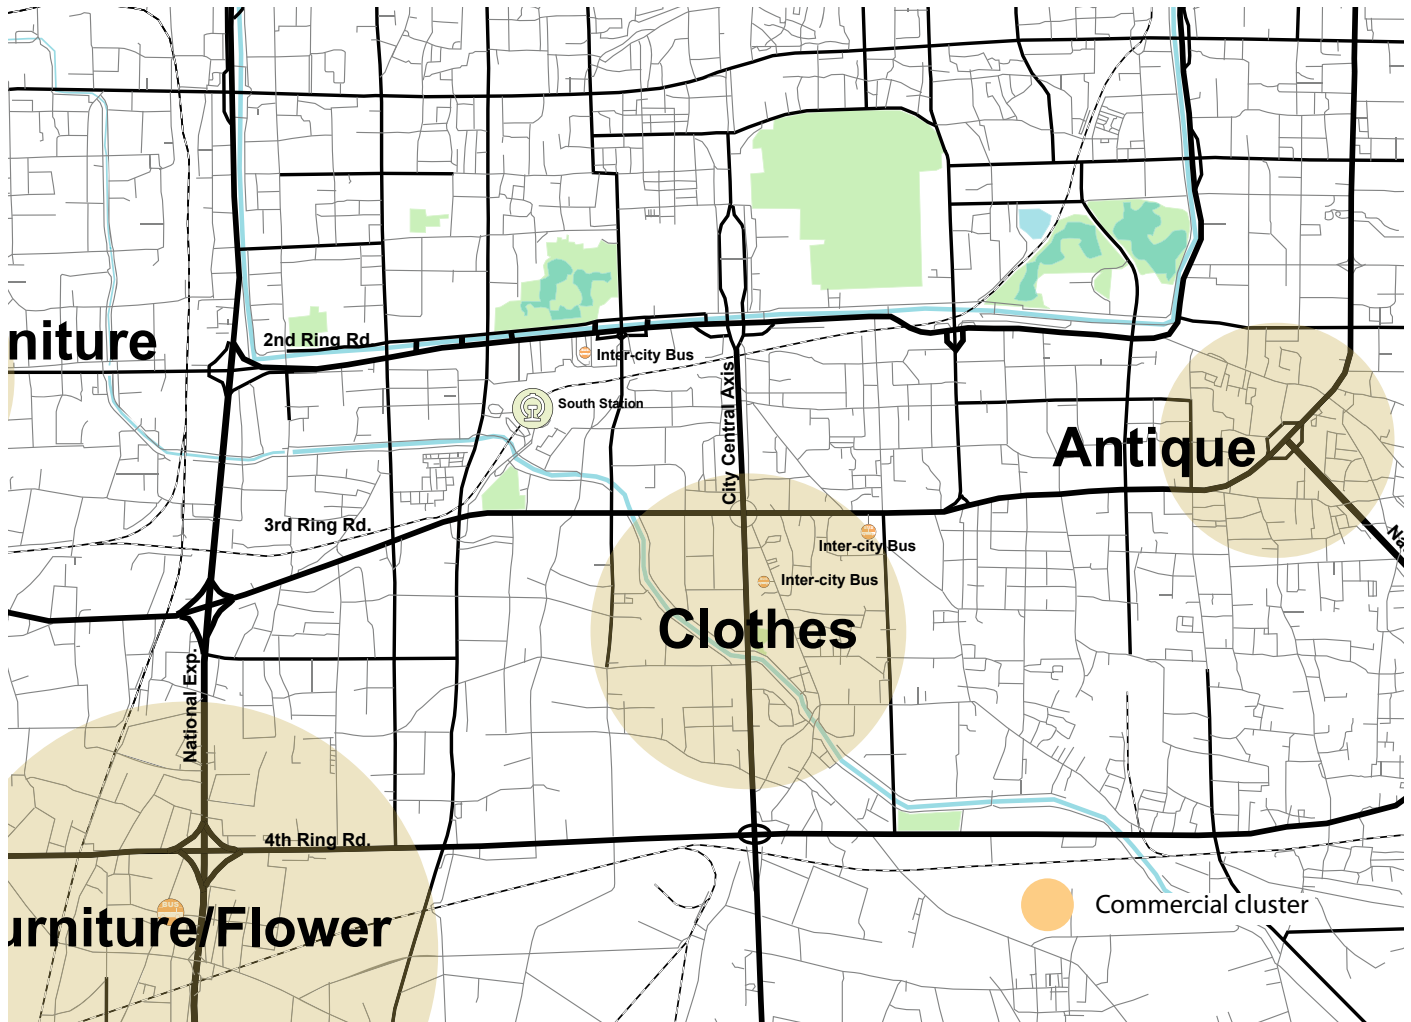 niture
2nd Ring Rd.
Inter-city Bus
South Station
City Central Axis
Antique
3rd Ring Rd.
Inter-city Bus
Inter-city Bus
Clothes
National Exp.
4th Ring Rd.
BUS
urniture/Flower
Commercial cluster